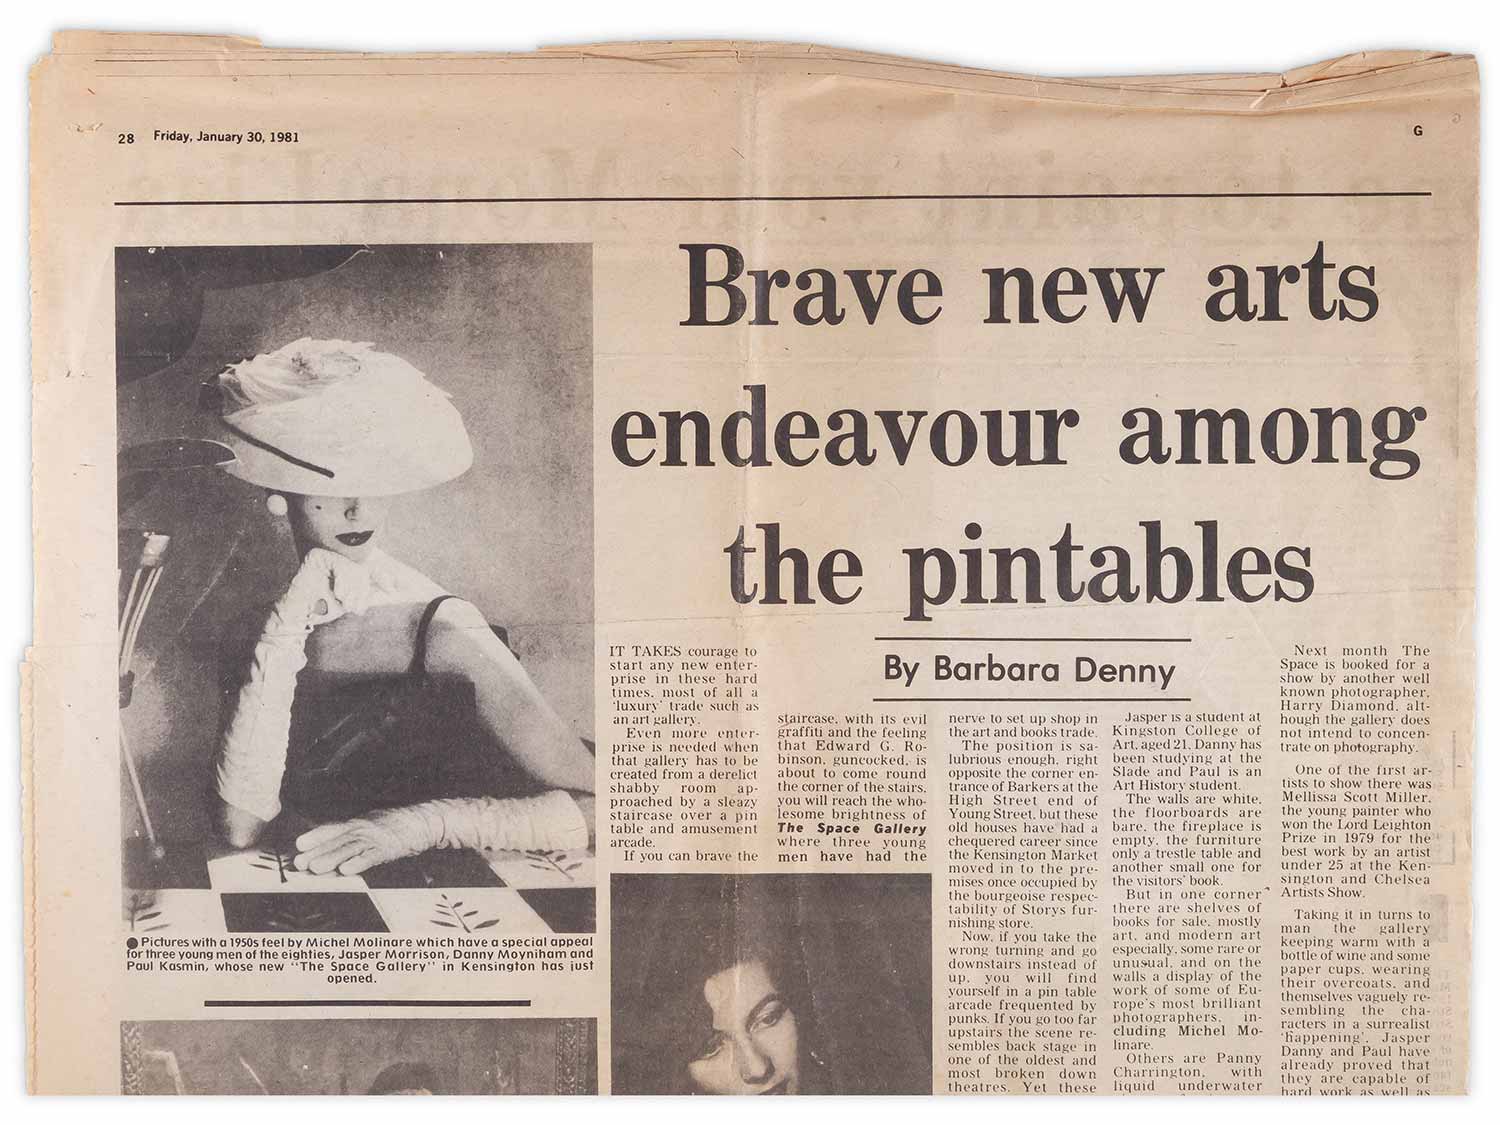 28 Friday, January 30, 1981
G
Brave new arts
endeavour among
the pintables
By Barbara Denny
● Pictures with a 1950s feel by Michel Molinare which have a special appeal
for three young men of the eighties, Jasper Morrison, Danny Moyniham and
Paul Kasmin, whose new "The Space Gallery" in Kensington has just
opened.
IT TAKES courage to
start any new enter-
prise in these hard
times, most of all a
'luxury' trade such as
an art gallery.
Even more enter-
prise is needed when
that gallery has to be
created from a derelict
shabby room ap-
proached by a sleazy
staircase over a pin
table and amusement
arcade.
If you can brave the
staircase, with its evil
graffiti and the feeling
that Edward G. Ro-
binson, guncocked, is
about to come round
the corner of the stairs,
you will reach the who-
lesome brightness of
The Space Gallery
where three young
men have had the
nerve to set up shop in
the art and books trade.
The position is sa-
lubrious enough, right
opposite the corner en-
trance of Barkers at the
High Street end of
Young Street, but these
old houses have had a
chequered career since
the Kensington Market
moved in to the pre-
mises once occupied by
the bourgeoise respec-
tability of Storys fur-
nishing store.
Now, if you take the
wrong turning and go
downstairs instead of
up, you will find
yourself in a pin table
arcade frequented by
punks. If you go too far
upstairs the scene re-
sembles back stage in
one of the oldest and
most broken down
theatres. Yet these
Jasper is a student at
Kingston College of
Art, aged 21, Danny has
been studying at the
Slade and Paul is an
Art History student.
The walls are white,
the floorboards are
bare, the fireplace is
empty, the furniture
only a trestle table and
another small one for
the visitors' book.
But in one corner
there are shelves of
books for sale, mostly
art, and modern art
especially, some rare or
unusual, and on the
walls a display of the
work of some of Eu-
rope's most brilliant
photographers, in-
cluding Michel Mo-
linare.
Others are Panny
Charrington, with
liquid underwater
Next month The
Space is booked for a
show by another well
known photographer,
Harry Diamond, alt-
hough the gallery does
not intend to concen-
trate on photography.
One of the first ar-
tists to show there was
Mellissa Scott Miller,
the young painter who
won the Lord Leighton
Prize in 1979 for the
best work by an artist
under 25 at the Ken-
sington and Chelsea
Artists Show.
Taking it in turns to
man the gallery
keeping warm with a
bottle of wine and some
paper cups, wearing
their overcoats, and
themselves vaguely re-
sembling the cha-
racters in a surrealist
'happening', Jasper
Danny and Paul have
already proved that
they are capable of
hard work as well as